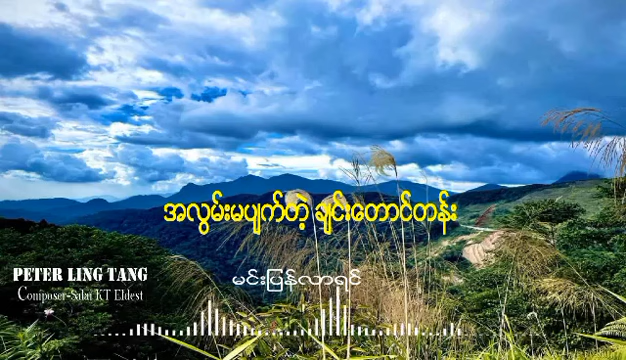 အလွမ်းမပျက်တဲ့ ချင်းတောင်တန်း
PETER LING TANG
Composer-Salai KT Eldest
မင်းပြန်လာရင်